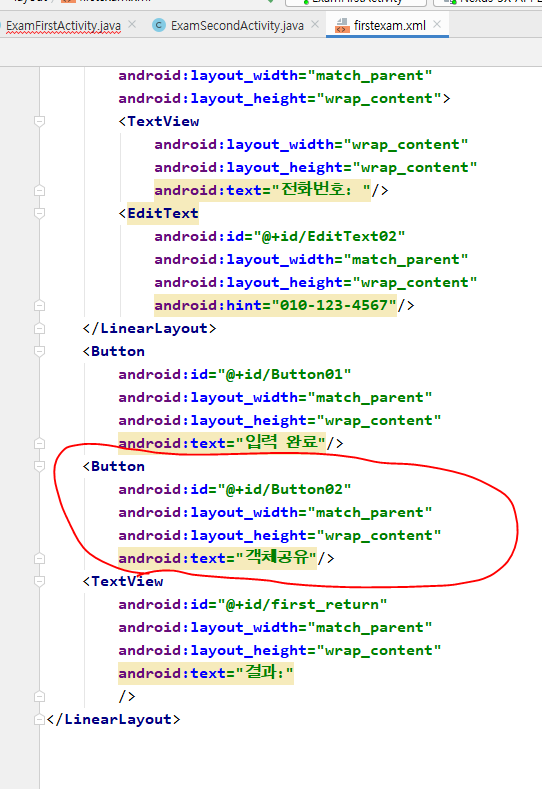 ExamFirstActivity.java ExamSecondActivity.java firstexam.xml
android:layout_width="match_parent"
android:layout_height="wrap_content">
<TextView
android:layout_width="wrap_content"
android:layout_height="wrap_content"
android:text="전화번호: "/>
<EditText
android:id="@+id/EditText02"
android:layout_width="match_parent"
android:layout_height="wrap_content"
android:hint="010-123-4567"/>
</LinearLayout>
<Button
android:id="@+id/Button01"
android:layout_width="match_parent"
android:layout_height="wrap_content"
android:text="입력 완료"/>
<Button
android:id="@+id/Button02"
android:layout_width="match_parent"
android:layout_height="wrap_content"
android:text="객체공유"/>
<TextView
android:id="@+id/first_return"
android:layout_width="match_parent"
android:layout_height="wrap_content"
android:text="결과:"
/>
</LinearLayout>